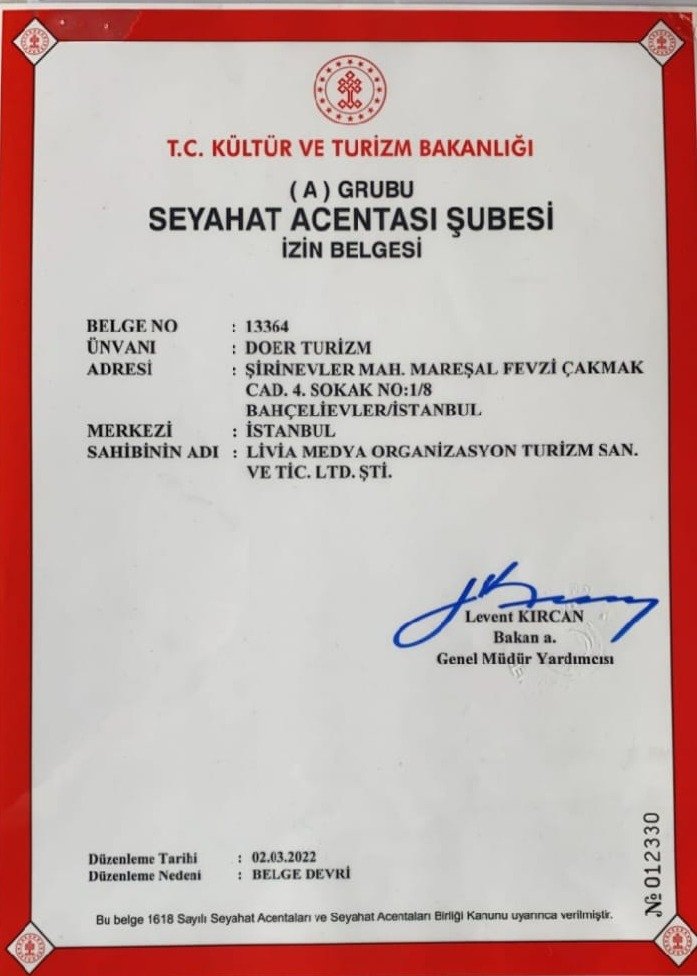 T.C. KÜLTÜR VE TURİZM BAKANLIĞI
( A ) GRUBU
SEYAHAT ACENTASI ŞUBESİ
İZİN BELGESİ
BELGE NO : 13364
ÜNVANI : DOER TURİZM
ADRESİ : ŞİRİNEVLER MAH. MAREŞAL FEVZİ ÇAKMAK
CAD. 4. SOKAK NO:1/8
BAHÇELİEVLER/İSTANBUL
MERKEZİ : İSTANBUL
SAHİBİNİN ADI : LİVİA MEDYA ORGANİZASYON TURİZM SAN.
VE TİC. LTD. ŞTİ.
Levent KIRCAN
Bakan a.
Genel Müdür Yardımcısı
Düzenleme Tarihi : 02.03.2022
Düzenleme Nedeni : BELGE DEVRİ
№ 012330
Bu belge 1618 Sayılı Seyahat Acentaları ve Seyahat Acentaları Birliği Kanunu uyarınca verilmiştir.